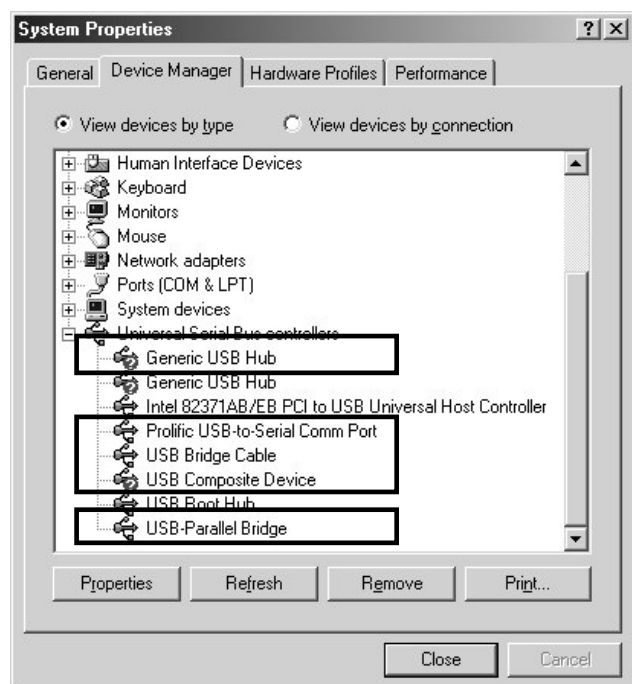 System Properties
General Device Manager Hardware Profiles Performance
View devices by type View devices by connection
Human Interface Devices
Keyboard
Monitors
Mouse
Network adapters
Ports (COM & LPT)
System devices
Universal Serial Bus controllers
Generic USB Hub
Generic USB Hub
Intel 82371AB/EB PCI to USB Universal Host Controller
Prolific USB-to-Serial Comm Port
USB Bridge Cable
USB Composite Device
USB Root Hub
USB-Parallel Bridge
Properties Refresh Remove Print...
Close Cancel